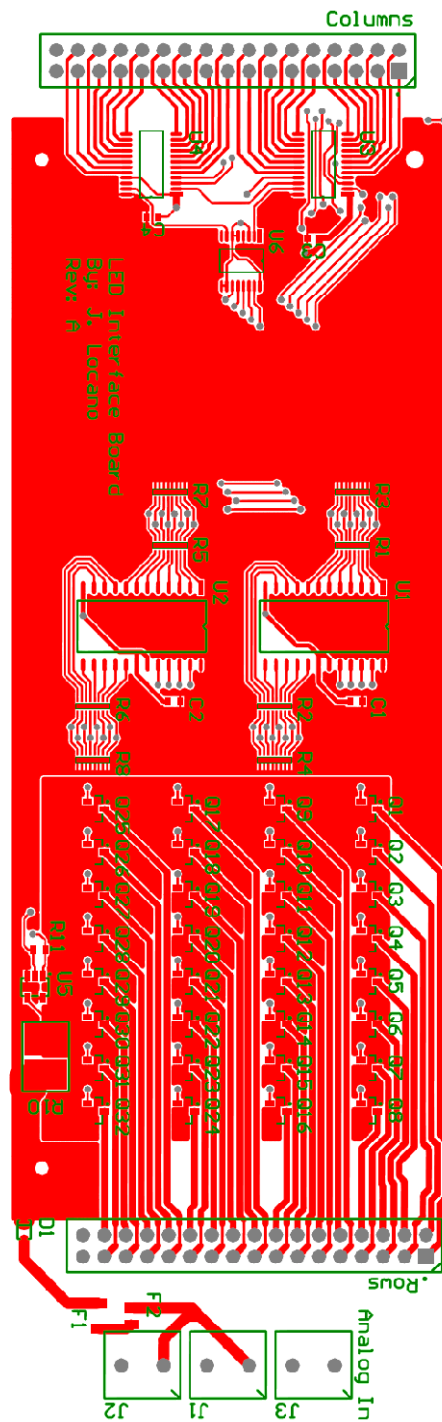 Columns
U4
U3
C4
C3
U6
LED Interface Board
By: J. Locano
Rev: A
R7
R3
R5
R1
U2
U1
R6
C2
R2
C1
R8
R4
Q25
Q17
Q9
Q1
Q26
Q18
Q10
Q2
Q27
Q19
Q11
Q3
Q28
Q20
Q12
Q4
Q29
Q21
Q13
Q5
Q30
Q22
Q14
Q6
Q31
Q23
Q15
Q7
Q32
Q24
Q16
Q8
R11
U5
R10
D1
Rows
F1
F2
Analog In
J2
J1
J3